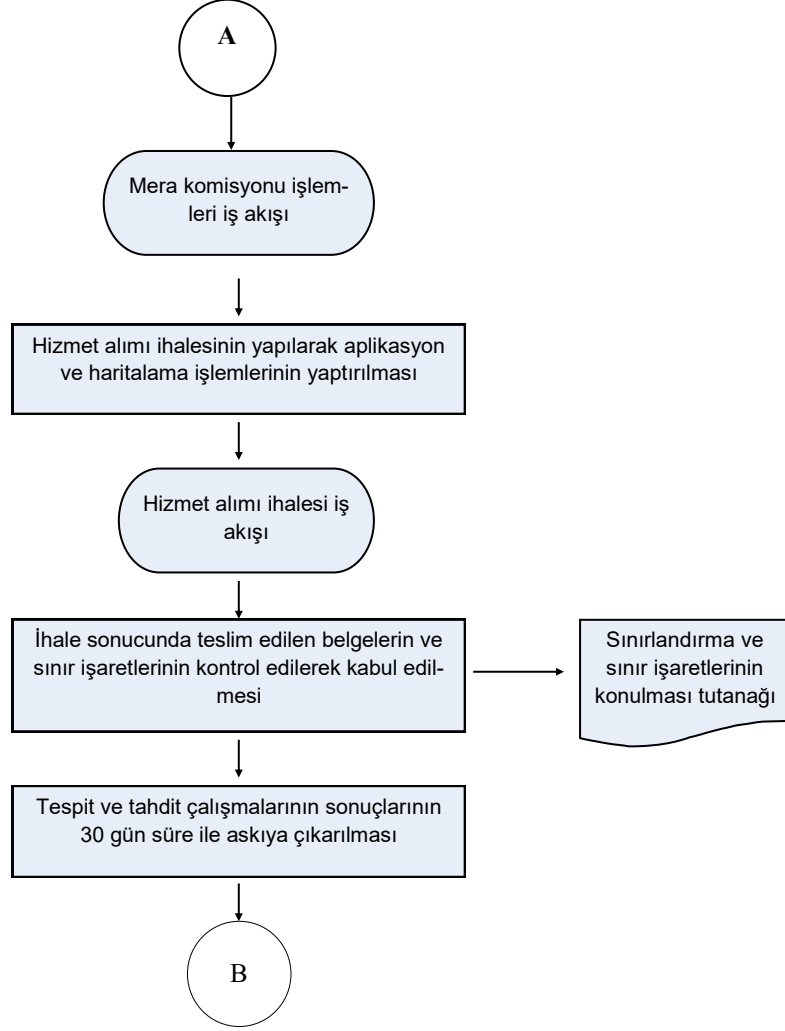 A
Mera komisyonu işlem-
leri iş akışı
Hizmet alımı ihalesinin yapılarak aplikasyon
ve haritalama işlemlerinin yaptırılması
Hizmet alımı ihalesi iş
akışı
İhale sonucunda teslim edilen belgelerin ve
sınır işaretlerinin kontrol edilerek kabul edil-
mesi
Sınırlandırma ve
sınır işaretlerinin
konulması tutanağı
Tespit ve tahdit çalışmalarının sonuçlarının
30 gün süre ile askıya çıkarılması
B